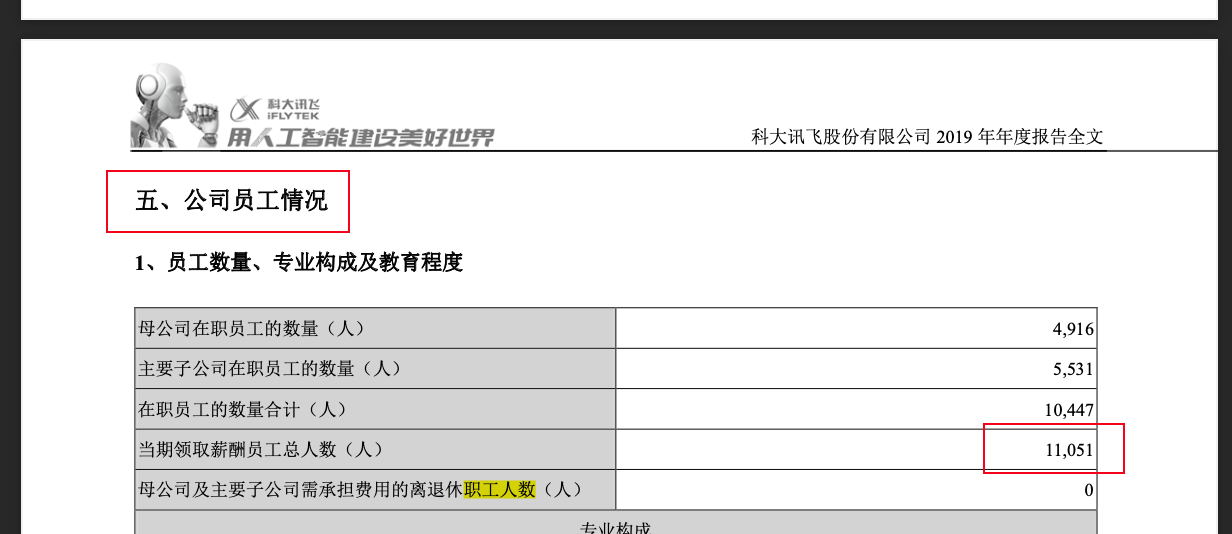 科大讯飞
iFLYTEK
用人工智能建设美好世界
科大讯飞股份有限公司 2019 年年度报告全文
五、公司员工情况
1、员工数量、专业构成及教育程度
母公司在职员工的数量（人） 4,916
主要子公司在职员工的数量（人） 5,531
在职员工的数量合计（人） 10,447
当期领取薪酬员工总人数（人） 11,051
母公司及主要子公司需承担费用的离退休职工人数（人） 0
专业构成